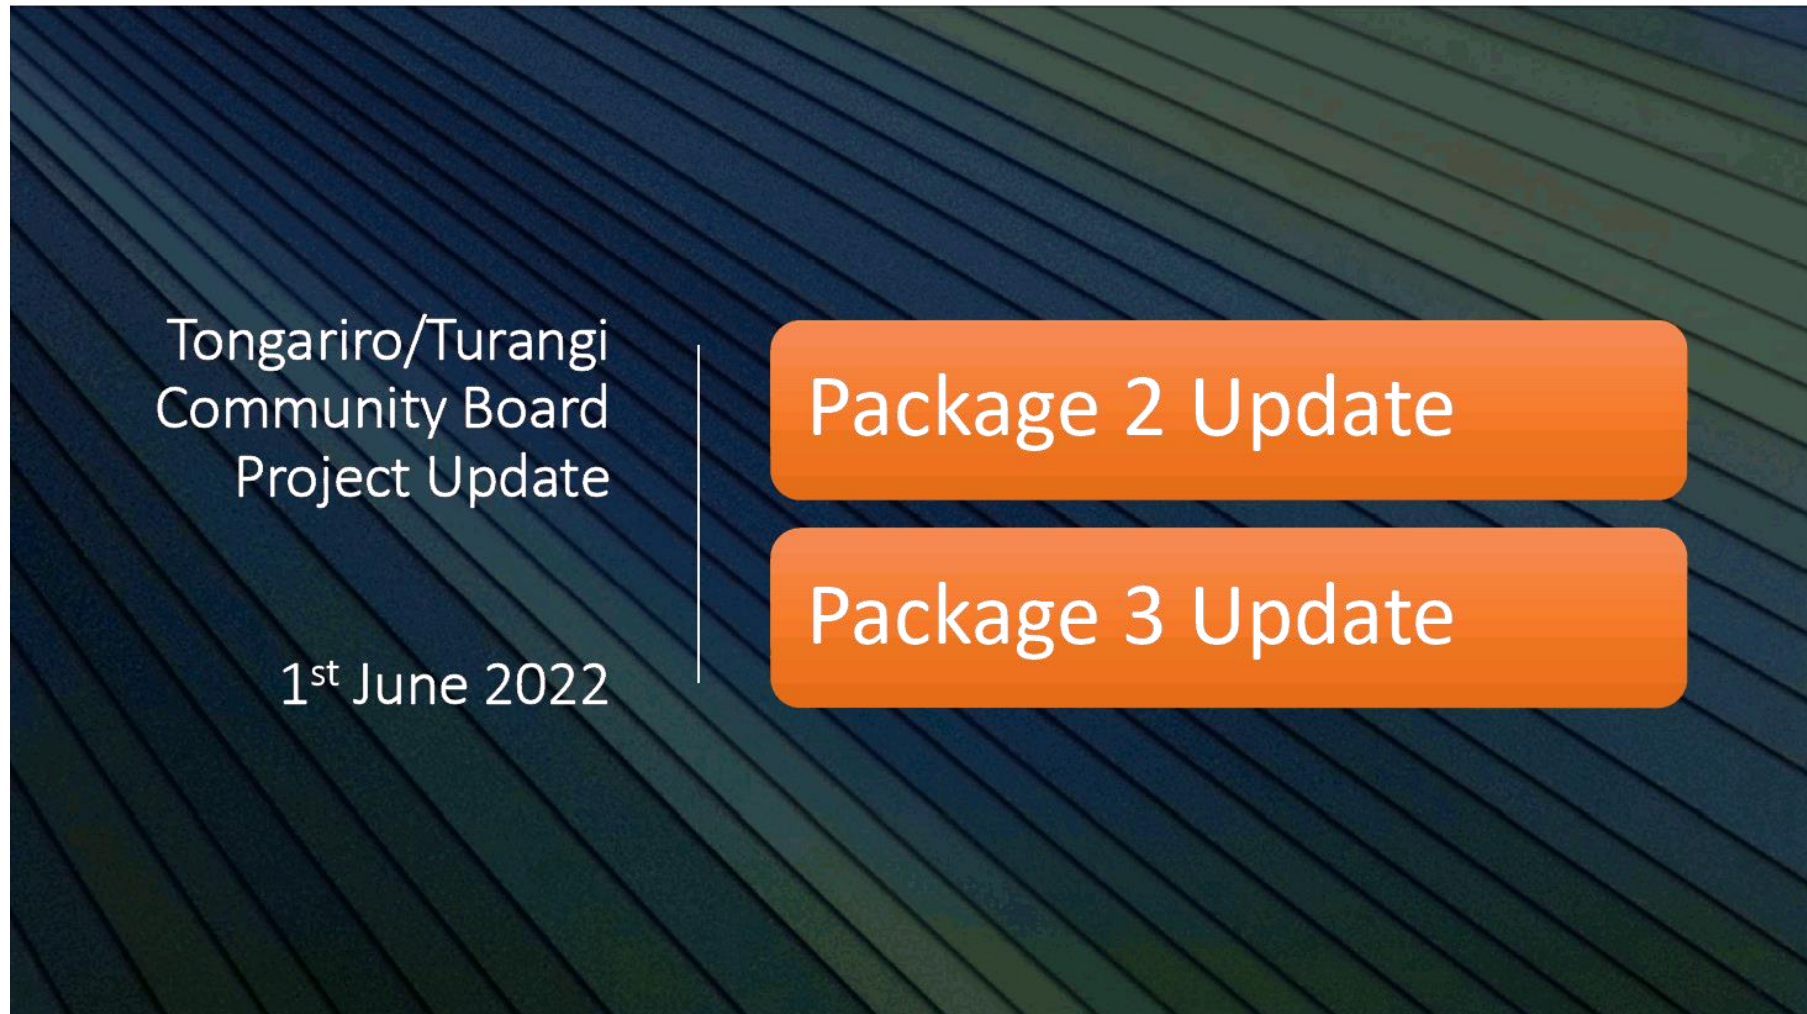 Tongariro/Turangi
Community Board
Project Update
1st June 2022
Package 2 Update
Package 3 Update